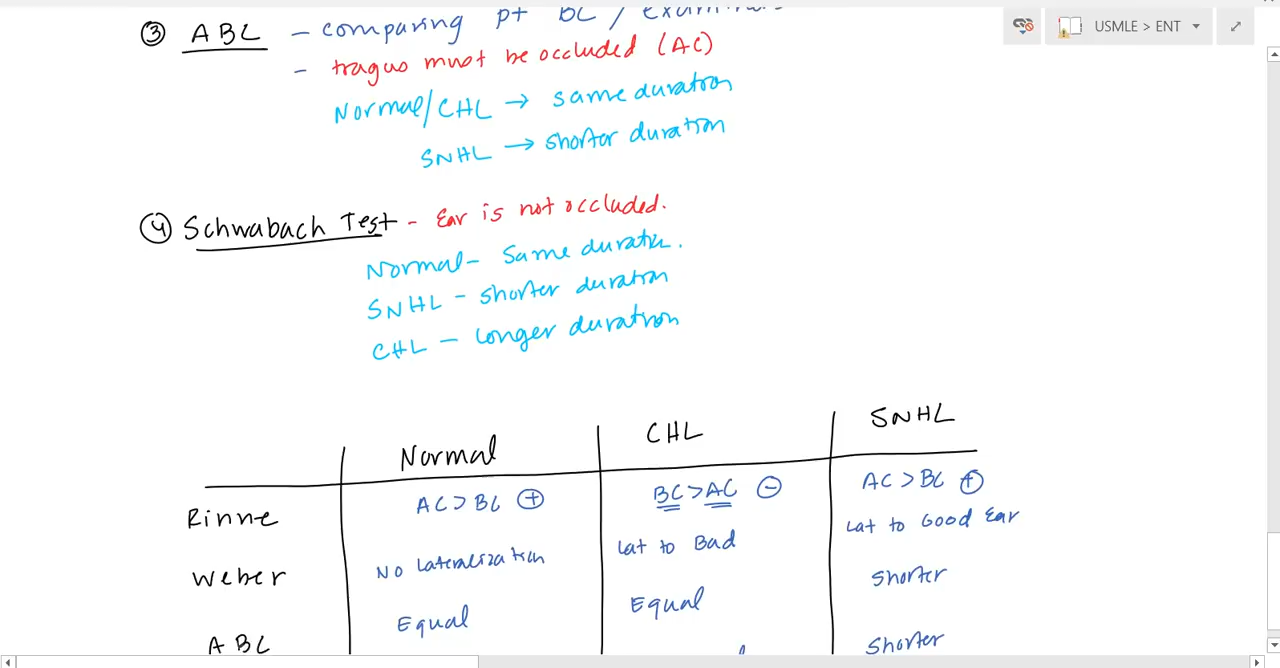 ③ ABL - comparing pt BC / examiner
USMLE > ENT
- tragus must be occluded (AC)
Normal/CHL → same duration
SNHL → shorter duration
④ Schwabach Test - Ear is not occluded.
Normal - Same duratn.
SNHL - shorter duration
CHL - longer duration
Normal CHL SNHL
Rinne AC > BC ⊕ BC > AC ⊖ AC > BC ⊕
Weber No Lateralization Lat to Bad Lat to Good Ear
ABC Equal Equal Shorter
Shorter